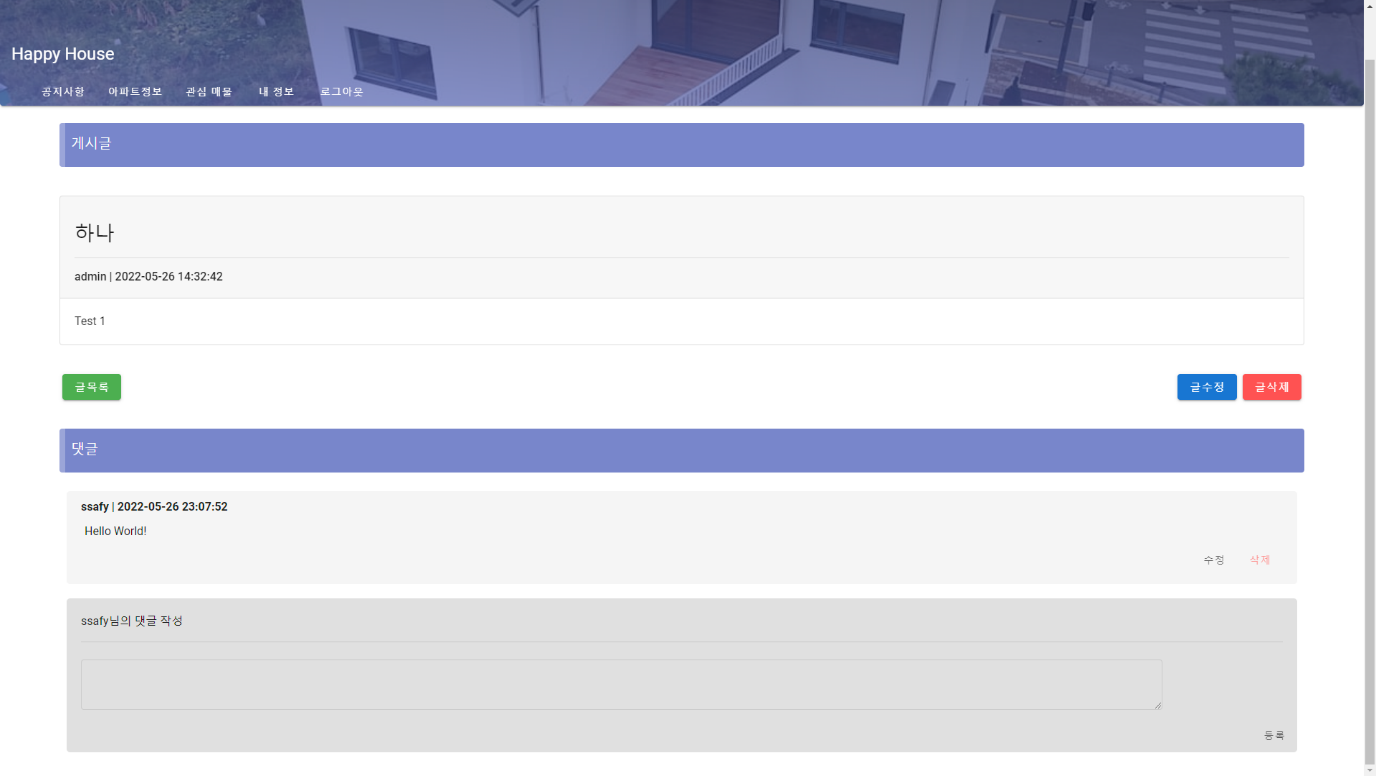 Happy House
공지사항 아파트정보 관심 매물 내 정보 로그아웃
게시글
하나
admin | 2022-05-26 14:32:42
Test 1
글목록 글수정 글삭제
댓글
ssafy | 2022-05-26 23:07:52
Hello World!
수정 삭제
ssafy님의 댓글 작성
등록